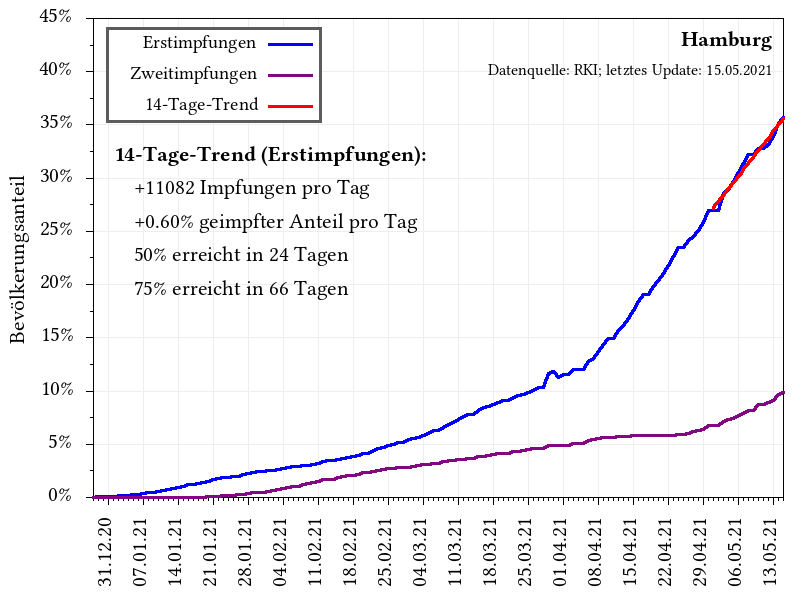 45%
40%
35%
30%
25%
20%
15%
10%
5%
0%
Bevölkerungsanteil
Erstimpfungen
Zweitimpfungen
14-Tage-Trend
Hamburg
Datenquelle: RKI; letztes Update: 15.05.2021
14-Tage-Trend (Erstimpfungen):
+11082 Impfungen pro Tag
+0.60% geimpfter Anteil pro Tag
50% erreicht in 24 Tagen
75% erreicht in 66 Tagen
31.12.20
07.01.21
14.01.21
21.01.21
28.01.21
04.02.21
11.02.21
18.02.21
25.02.21
04.03.21
11.03.21
18.03.21
25.03.21
01.04.21
08.04.21
15.04.21
22.04.21
29.04.21
06.05.21
13.05.21